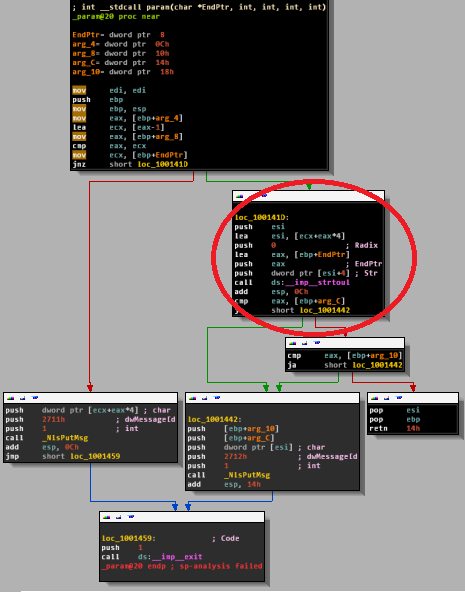 ; int __stdcall param(char *EndPtr, int, int, int, int)
_param@20 proc near
EndPtr= dword ptr  8
arg_4= dword ptr  0Ch
arg_8= dword ptr  10h
arg_C= dword ptr  14h
arg_10= dword ptr  18h
mov     edi, edi
push    ebp
mov     ebp, esp
mov     eax, [ebp+arg_4]
lea     ecx, [eax-1]
mov     eax, [ebp+arg_8]
cmp     eax, ecx
mov     ecx, [ebp+EndPtr]
jnz     short loc_100141D
loc_100141D:
push    esi
lea     esi, [ecx+eax*4]
push    0               ; Radix
lea     eax, [ebp+EndPtr]
push    eax             ; EndPtr
push    dword ptr [esi+4] ; Str
call    ds:__imp__strtoul
add     esp, 0Ch
cmp     eax, [ebp+arg_C]
short loc_1001442
cmp     eax, [ebp+arg_10]
ja      short loc_1001442
push    dword ptr [ecx+eax*4] ; char
push    2711h           ; dwMessageId
push    1               ; int
call    _NlsPutMsg
add     esp, 0Ch
jmp     short loc_1001459
loc_1001442:
push    [ebp+arg_10]
push    [ebp+arg_C]
push    dword ptr [esi] ; char
push    2712h           ; dwMessageId
push    1               ; int
call    _NlsPutMsg
add     esp, 14h
pop     esi
pop     ebp
retn    14h
loc_1001459:            ; Code
push    1
call    ds:__imp__exit
_param@20 endp ; sp-analysis failed